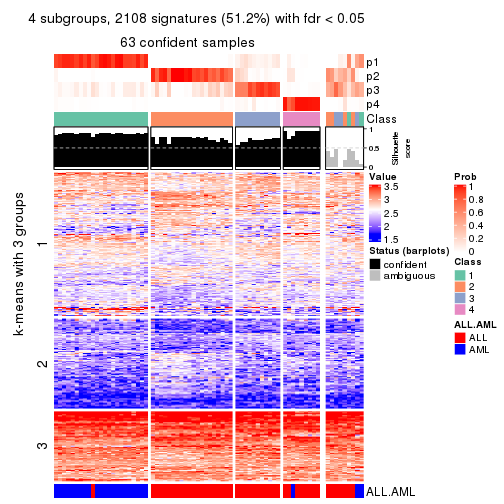 4 subgroups, 2108 signatures (51.2%) with fdr < 0.05
63 confident samples
p1
p2
p3
p4
Class
1
0.5
0
Silhouette
score
k-means with 3 groups
1
2
3
ALL.AML
Value
3.5
3
2.5
2
1.5
Status (barplots)
confident
ambiguous
Prob
1
0.8
0.6
0.4
0.2
0
Class
1
2
3
4
ALL.AML
ALL
AML